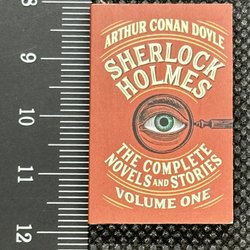 8
9
10
11
12
ARTHUR CONAN DOYLE
SHERLOCK
HOLMES
THE COMPLETE
NOVELS AND STORIES
VOLUME ONE